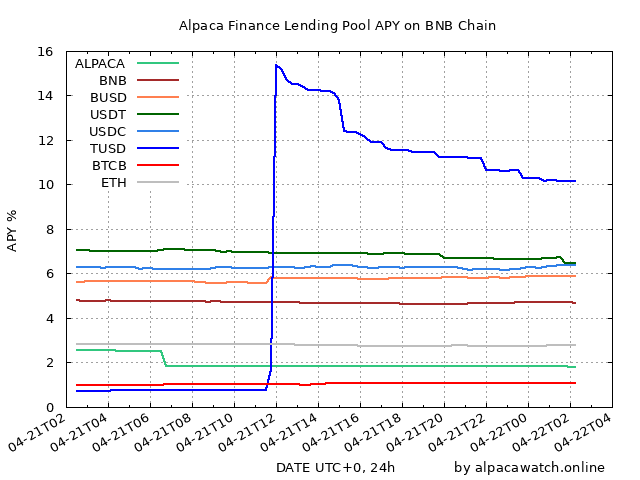 Alpaca Finance Lending Pool APY on BNB Chain
16
14
12
10
8
6
4
2
0
APY %
ALPACA
BNB
BUSD
USDT
USDC
TUSD
BTCB
ETH
04-21T02
04-21T04
04-21T06
04-21T08
04-21T10
04-21T12
04-21T14
04-21T16
04-21T18
04-21T20
04-21T22
04-22T00
04-22T02
04-22T04
DATE UTC+0, 24h
by alpacawatch.online